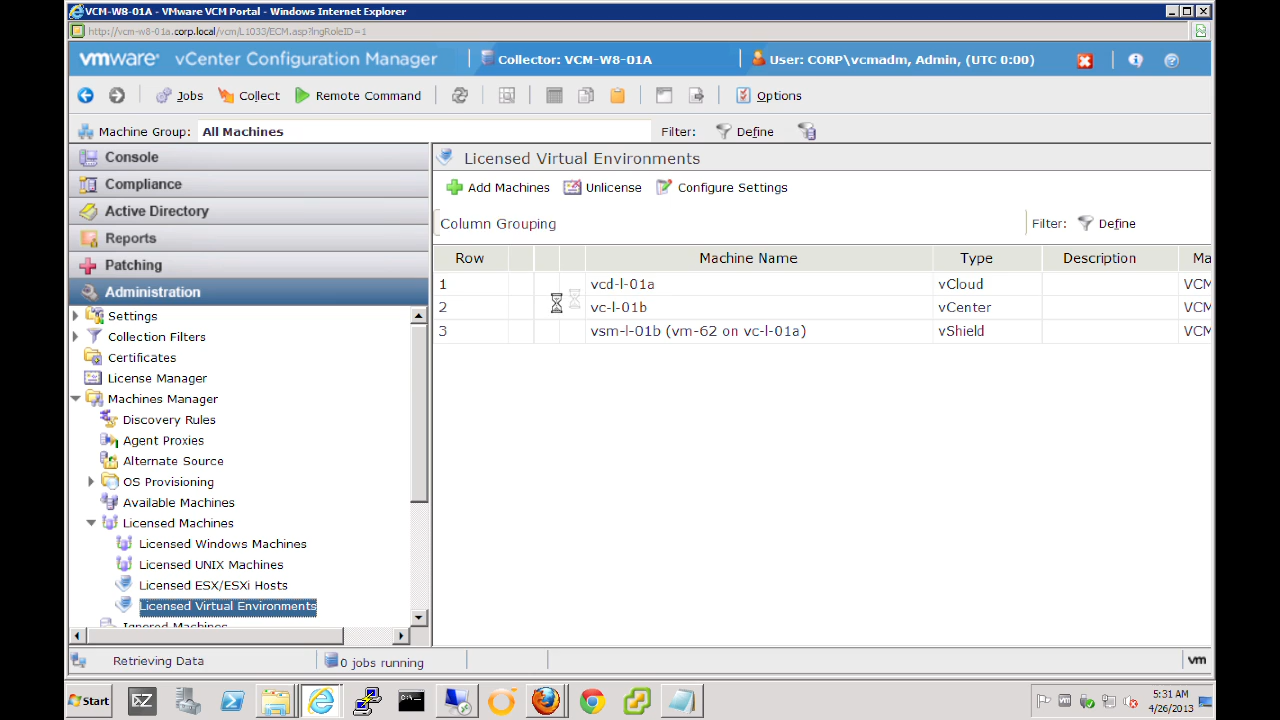 VCM-W8-01A - VMware VCM Portal - Windows Internet Explorer
http://vcm-w8-01a.corp.local/vcm/L1033/ECM.asp?lngRoleID=1
vmware vCenter Configuration Manager Collector: VCM-W8-01A User: CORP\vcmadm, Admin, (UTC 0:00)
Jobs Collect Remote Command Options
Machine Group: All Machines Filter: Define
Console
Compliance
Active Directory
Reports
Patching
Administration
Settings
Collection Filters
Certificates
License Manager
Machines Manager
Discovery Rules
Agent Proxies
Alternate Source
OS Provisioning
Available Machines
Licensed Machines
Licensed Windows Machines
Licensed UNIX Machines
Licensed ESX/ESXi Hosts
Licensed Virtual Environments
Ignored Machines
Licensed Virtual Environments
Add Machines Unlicense Configure Settings
Column Grouping Filter: Define
Row Machine Name Type Description Ma
1 vcd-l-01a vCloud VCM
2 vc-l-01b vCenter VCM
3 vsm-l-01b (vm-62 on vc-l-01a) vShield VCM
Retrieving Data 0 jobs running vm
Start 5:31 AM
4/26/2013